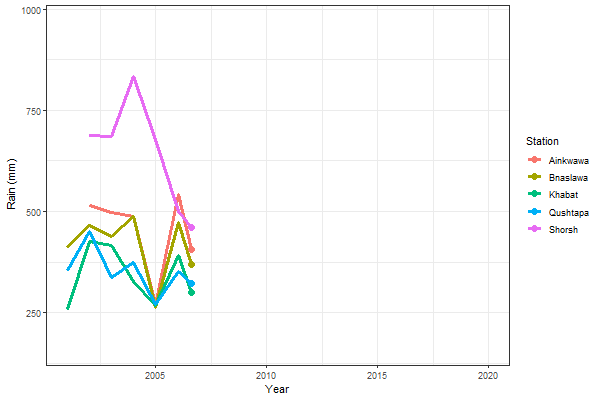 1000
750
500
250
Rain (mm)
2005
2010
2015
2020
Year
Station
Ainkwawa
Bnaslawa
Khabat
Qushtapa
Shorsh